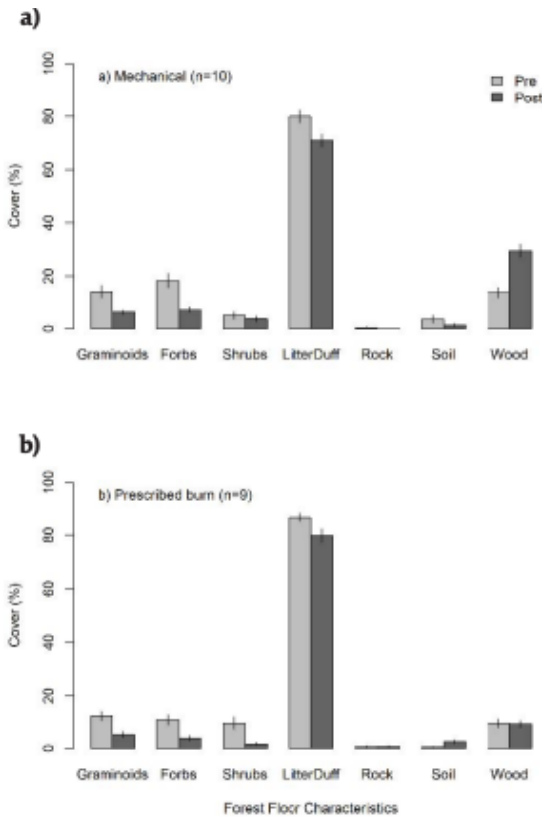 a)
100
80
60
40
20
0
Cover (%)
a) Mechanical (n=10)
Pre
Post
Graminoids Forbs Shrubs LitterDuff Rock Soil Wood
b)
100
80
60
40
20
0
Cover (%)
b) Prescribed burn (n=9)
Graminoids Forbs Shrubs LitterDuff Rock Soil Wood
Forest Floor Characteristics